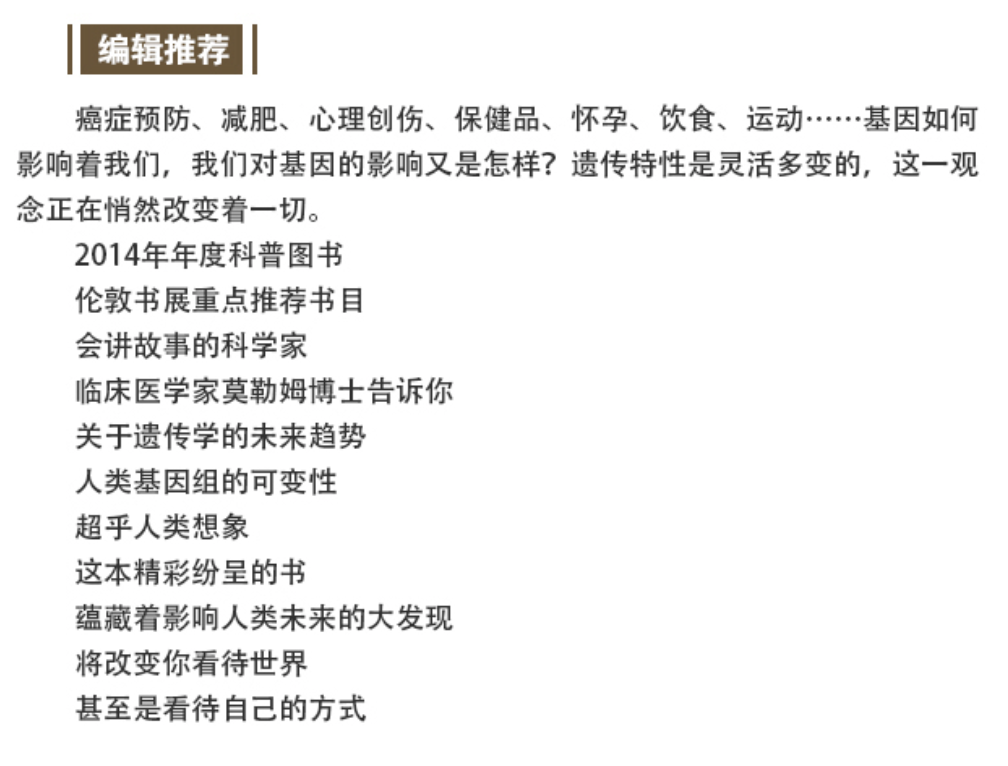 编辑推荐
癌症预防、减肥、心理创伤、保健品、怀孕、饮食、运动……基因如何
影响着我们，我们对基因的影响又是怎样？遗传特性是灵活多变的，这一观
念正在悄然改变着一切。
2014年年度科普图书
伦敦书展重点推荐书目
会讲故事的科学家
临床医学家莫勒姆博士告诉你
关于遗传学的未来趋势
人类基因组的可变性
超乎人类想象
这本精彩纷呈的书
蕴藏着影响人类未来的大发现
将改变你看待世界
甚至是看待自己的方式